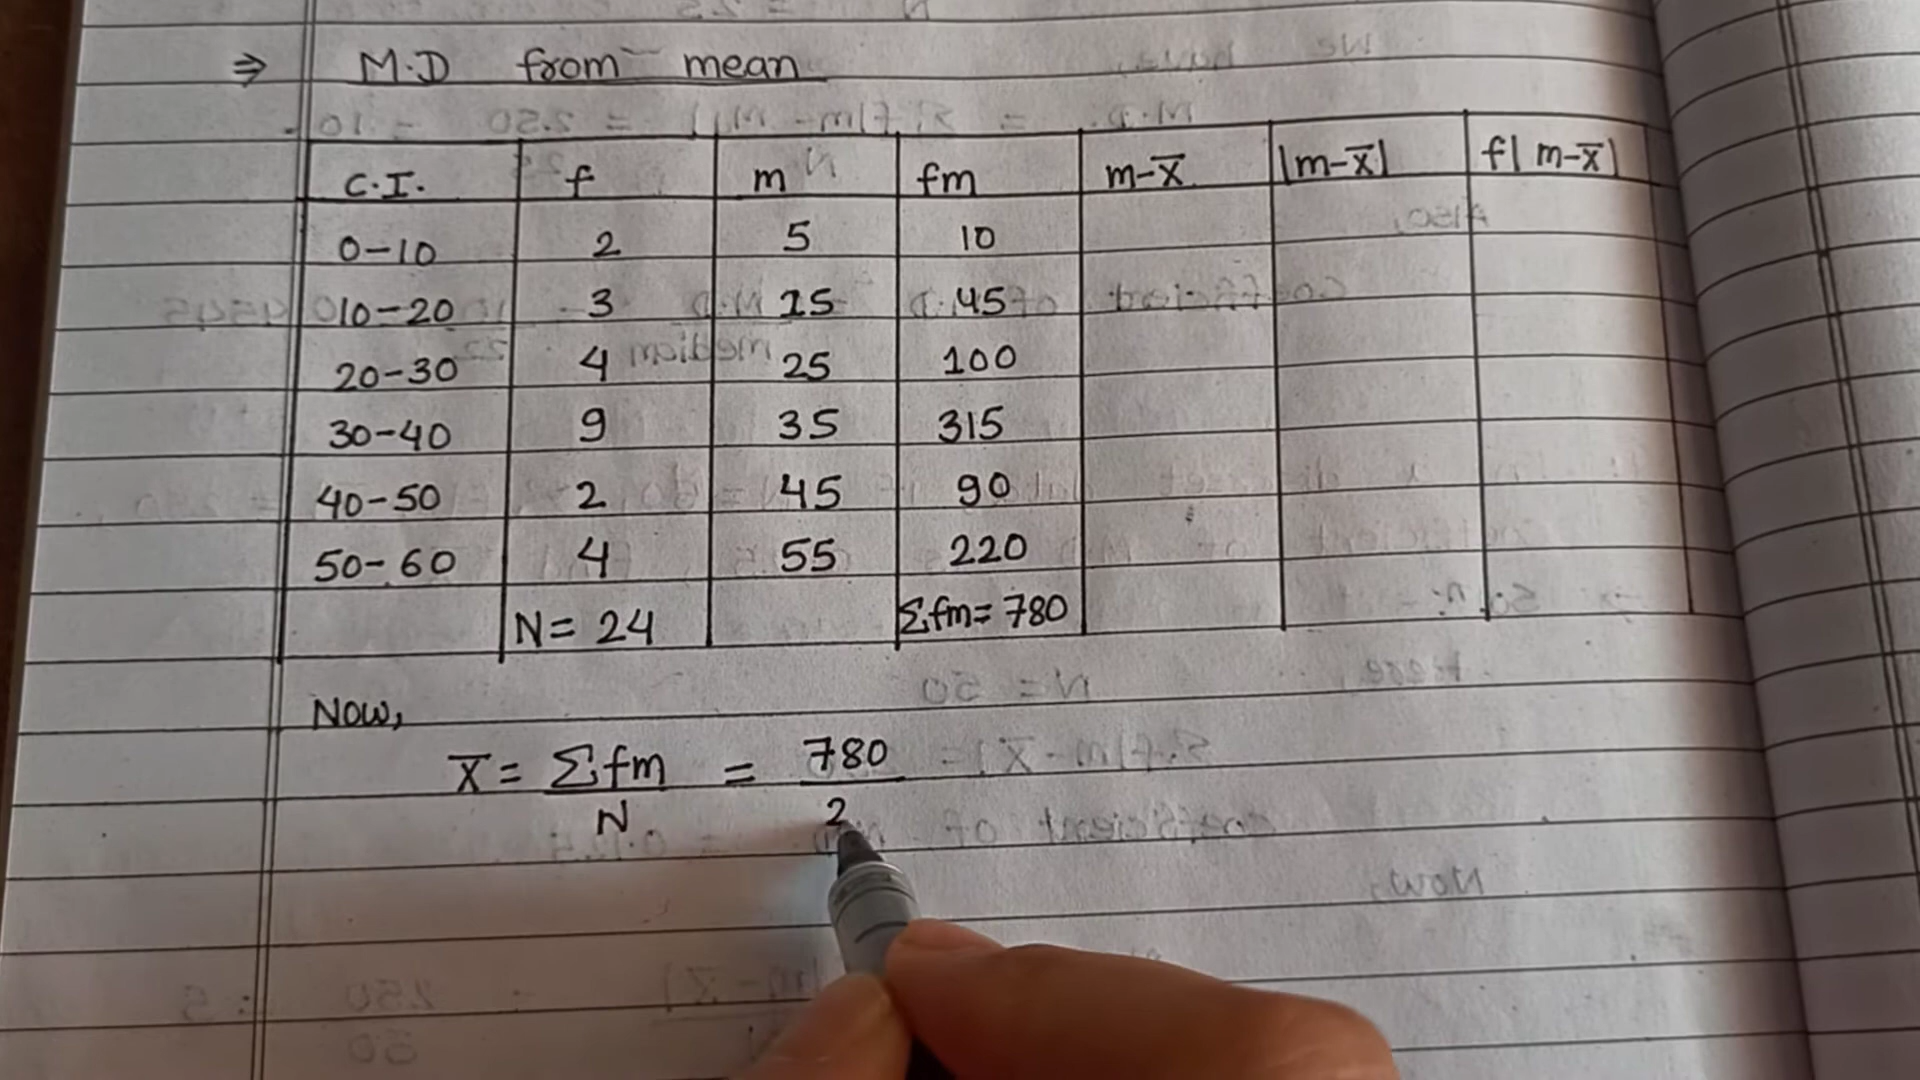 ⇒ M.D from mean
C.I. f m fm m-x̄ |m-x̄| f|m-x̄|
0-10 2 5 10
10-20 3 15 45
20-30 4 25 100
30-40 9 35 315
40-50 2 45 90
50-60 4 55 220
N= 24 Σfm= 780
Now,
X̄ = Σfm = 780
N 2